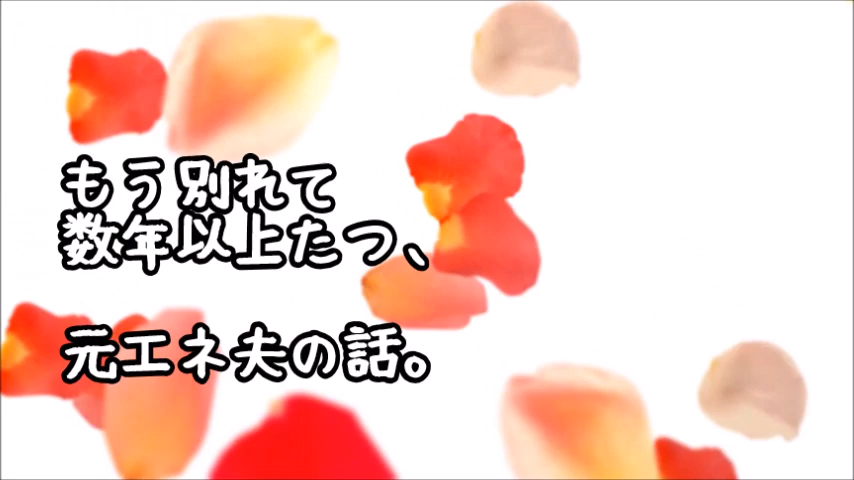 もう別れて
数年以上たつ、
元エネ夫の話。